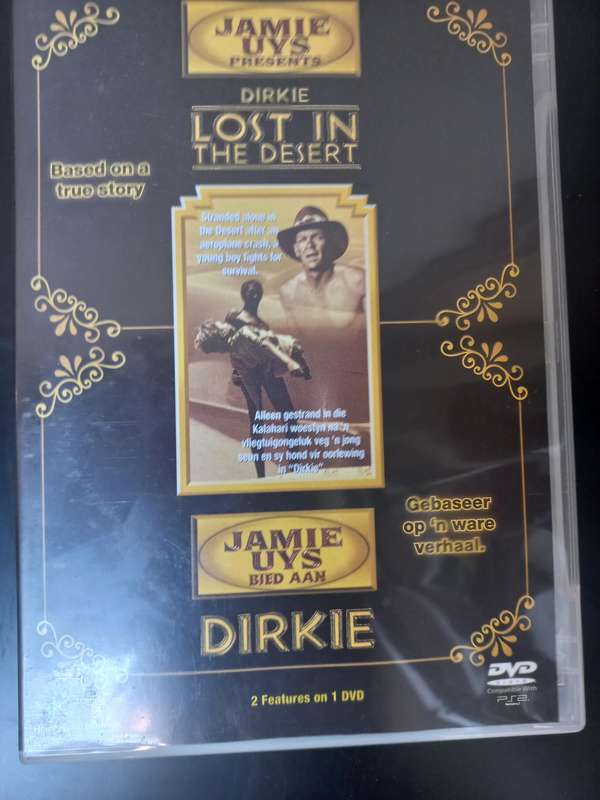 JAMIE
UYS
PRESENTS
DIRKIE
LOST IN
THE DESERT
Based on a
true story
Stranded alone in
the Desert after an
aeroplane crash, a
young boy fights for
survival.
Alleen gestrand in die
Kalahari woestyn na 'n
vliegtuigongeluk veg 'n jong
seun en sy hond vir oorlewing
in "Dirkie".
Gebaseer
op 'n ware
verhaal.
JAMIE
UYS
BIED AAN
DIRKIE
2 Features on 1 DVD
DVD
VIDEO
Compatible With
PS2